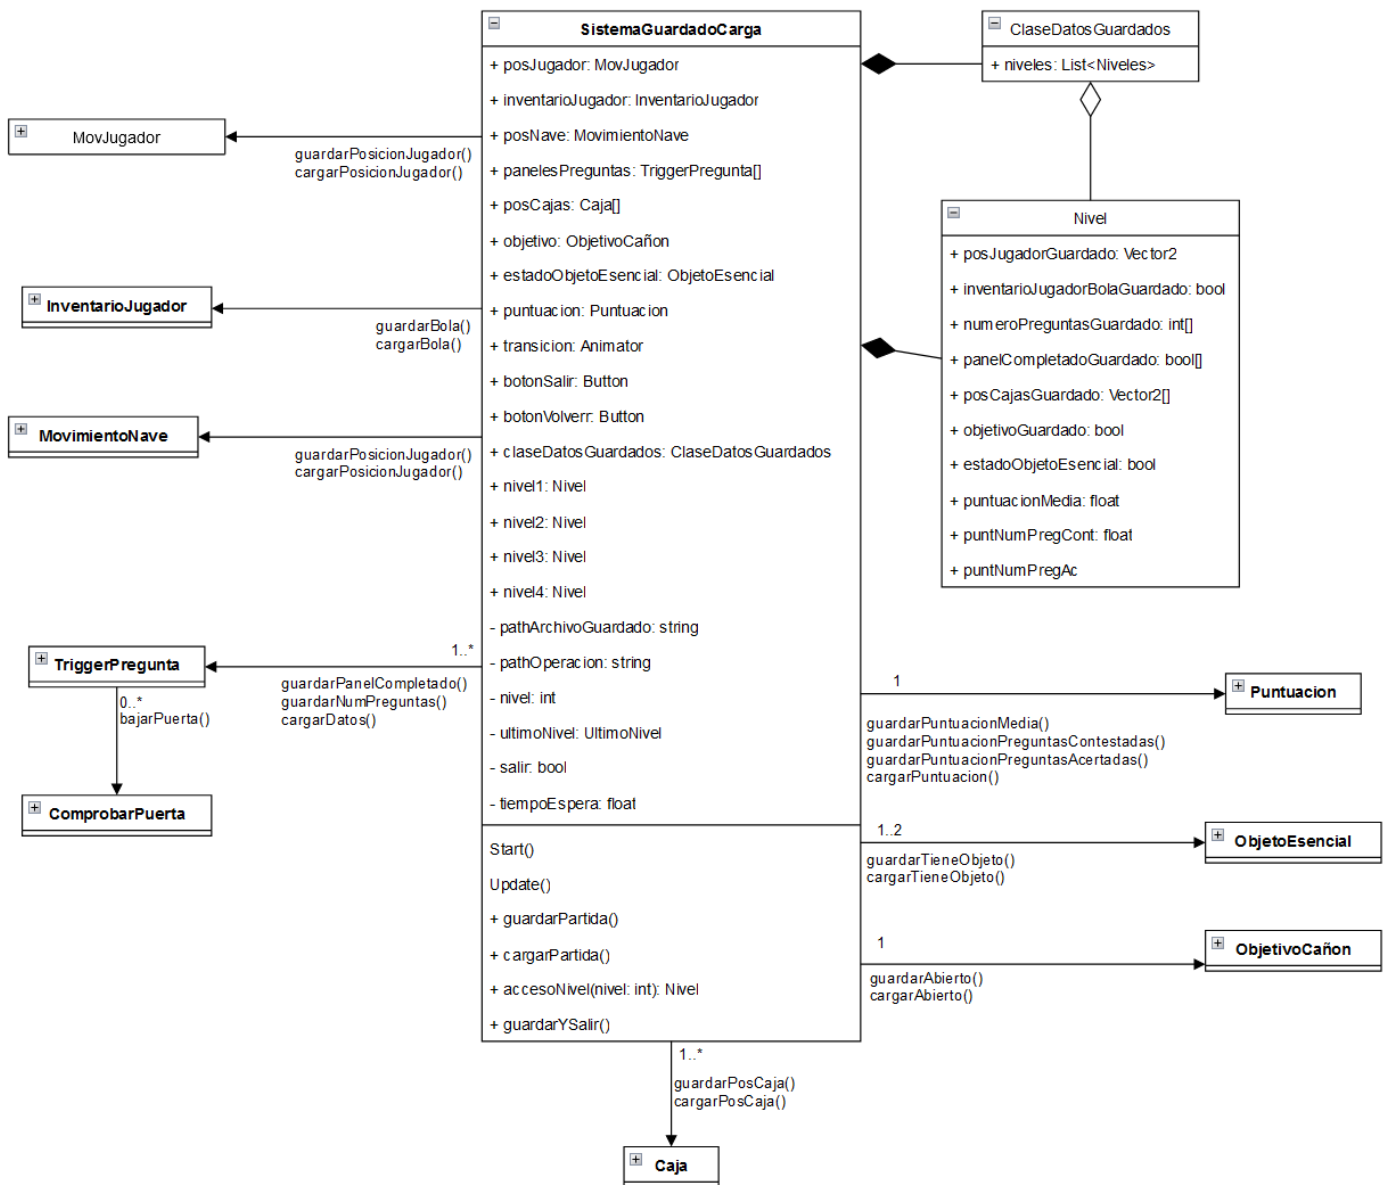 SistemaGuardadoCarga
+ posJugador: MovJugador
+ inventarioJugador: InventarioJugador
+ posNave: MovimientoNave
+ panelesPreguntas: TriggerPregunta[]
+ posCajas: Caja[]
+ objetivo: ObjetivoCañon
+ estadoObjetoEsencial: ObjetoEsencial
+ puntuacion: Puntuacion
+ transicion: Animator
+ botonSalir: Button
+ botonVolverr: Button
+ claseDatosGuardados: ClaseDatosGuardados
+ nivel1: Nivel
+ nivel2: Nivel
+ nivel3: Nivel
+ nivel4: Nivel
- pathArchivoGuardado: string
- pathOperacion: string
- nivel: int
- ultimoNivel: UltimoNivel
- salir: bool
- tiempoEspera: float
Start()
Update()
+ guardarPartida()
+ cargarPartida()
+ accesoNivel(nivel: int): Nivel
+ guardarYSalir()
ClaseDatosGuardados
+ niveles: List<Niveles>
Nivel
+ posJugadorGuardado: Vector2
+ inventarioJugadorBolaGuardado: bool
+ numeroPreguntasGuardado: int[]
+ panelCompletadoGuardado: bool[]
+ posCajasGuardado: Vector2[]
+ objetivoGuardado: bool
+ estadoObjetoEsencial: bool
+ puntuacionMedia: float
+ puntNumPregCont: float
+ puntNumPregAc
MovJugador
guardarPosicionJugador()
cargarPosicionJugador()
InventarioJugador
guardarBola()
cargarBola()
MovimientoNave
guardarPosicionJugador()
cargarPosicionJugador()
1..*
TriggerPregunta
guardarPanelCompletado()
guardarNumPreguntas()
cargarDatos()
0..*
bajarPuerta()
ComprobarPuerta
1
Puntuacion
guardarPuntuacionMedia()
guardarPuntuacionPreguntasContestadas()
guardarPuntuacionPreguntasAcertadas()
cargarPuntuacion()
1..2
ObjetoEsencial
guardarTieneObjeto()
cargarTieneObjeto()
1
ObjetivoCañon
guardarAbierto()
cargarAbierto()
1..*
guardarPosCaja()
cargarPosCaja()
Caja